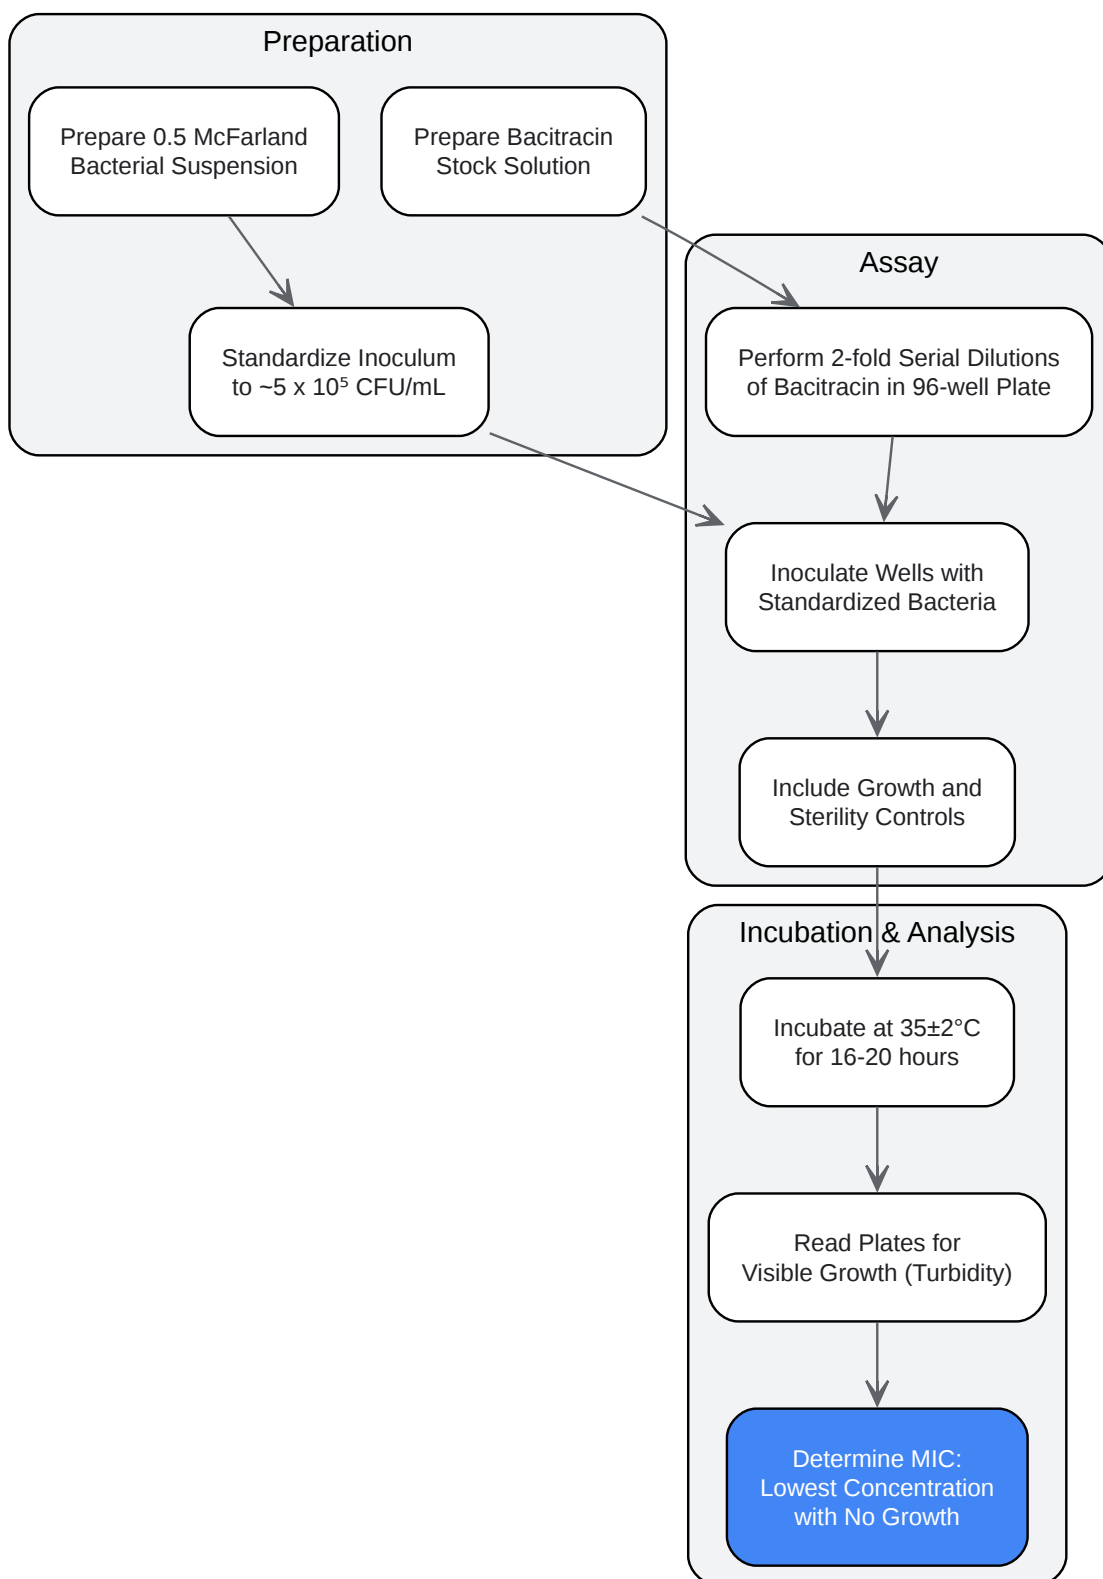 Preparation
Prepare 0.5 McFarland
Bacterial Suspension
Prepare Bacitracin
Stock Solution
Standardize Inoculum
to ~5 x 10⁵ CFU/mL
Assay
Perform 2-fold Serial Dilutions
of Bacitracin in 96-well Plate
Inoculate Wells with
Standardized Bacteria
Include Growth and
Sterility Controls
Incubation & Analysis
Incubate at 35±2°C
for 16-20 hours
Read Plates for
Visible Growth (Turbidity)
Determine MIC:
Lowest Concentration
with No Growth